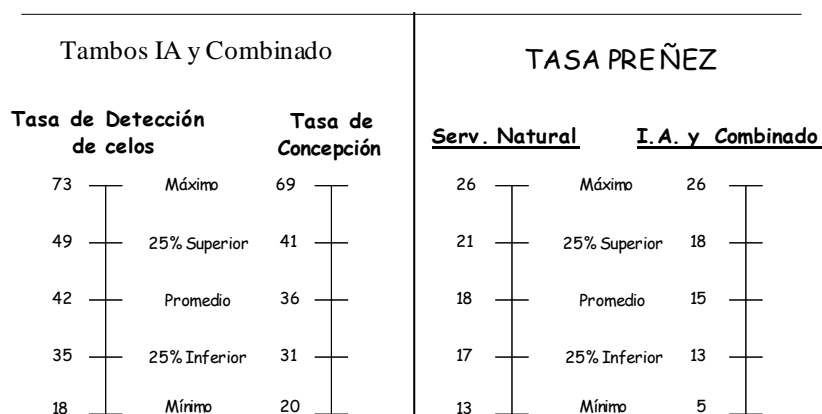 Tambos IA y Combinado
TASA PREÑEZ
Tasa de Detección
de celos
Tasa de
Concepción
Serv. Natural
I.A. y Combinado
73 Máximo 69
49 25% Superior 41
42 Promedio 36
35 25% Inferior 31
18 Mínimo 20
26 Máximo 26
21 25% Superior 18
18 Promedio 15
17 25% Inferior 13
13 Mínimo 5